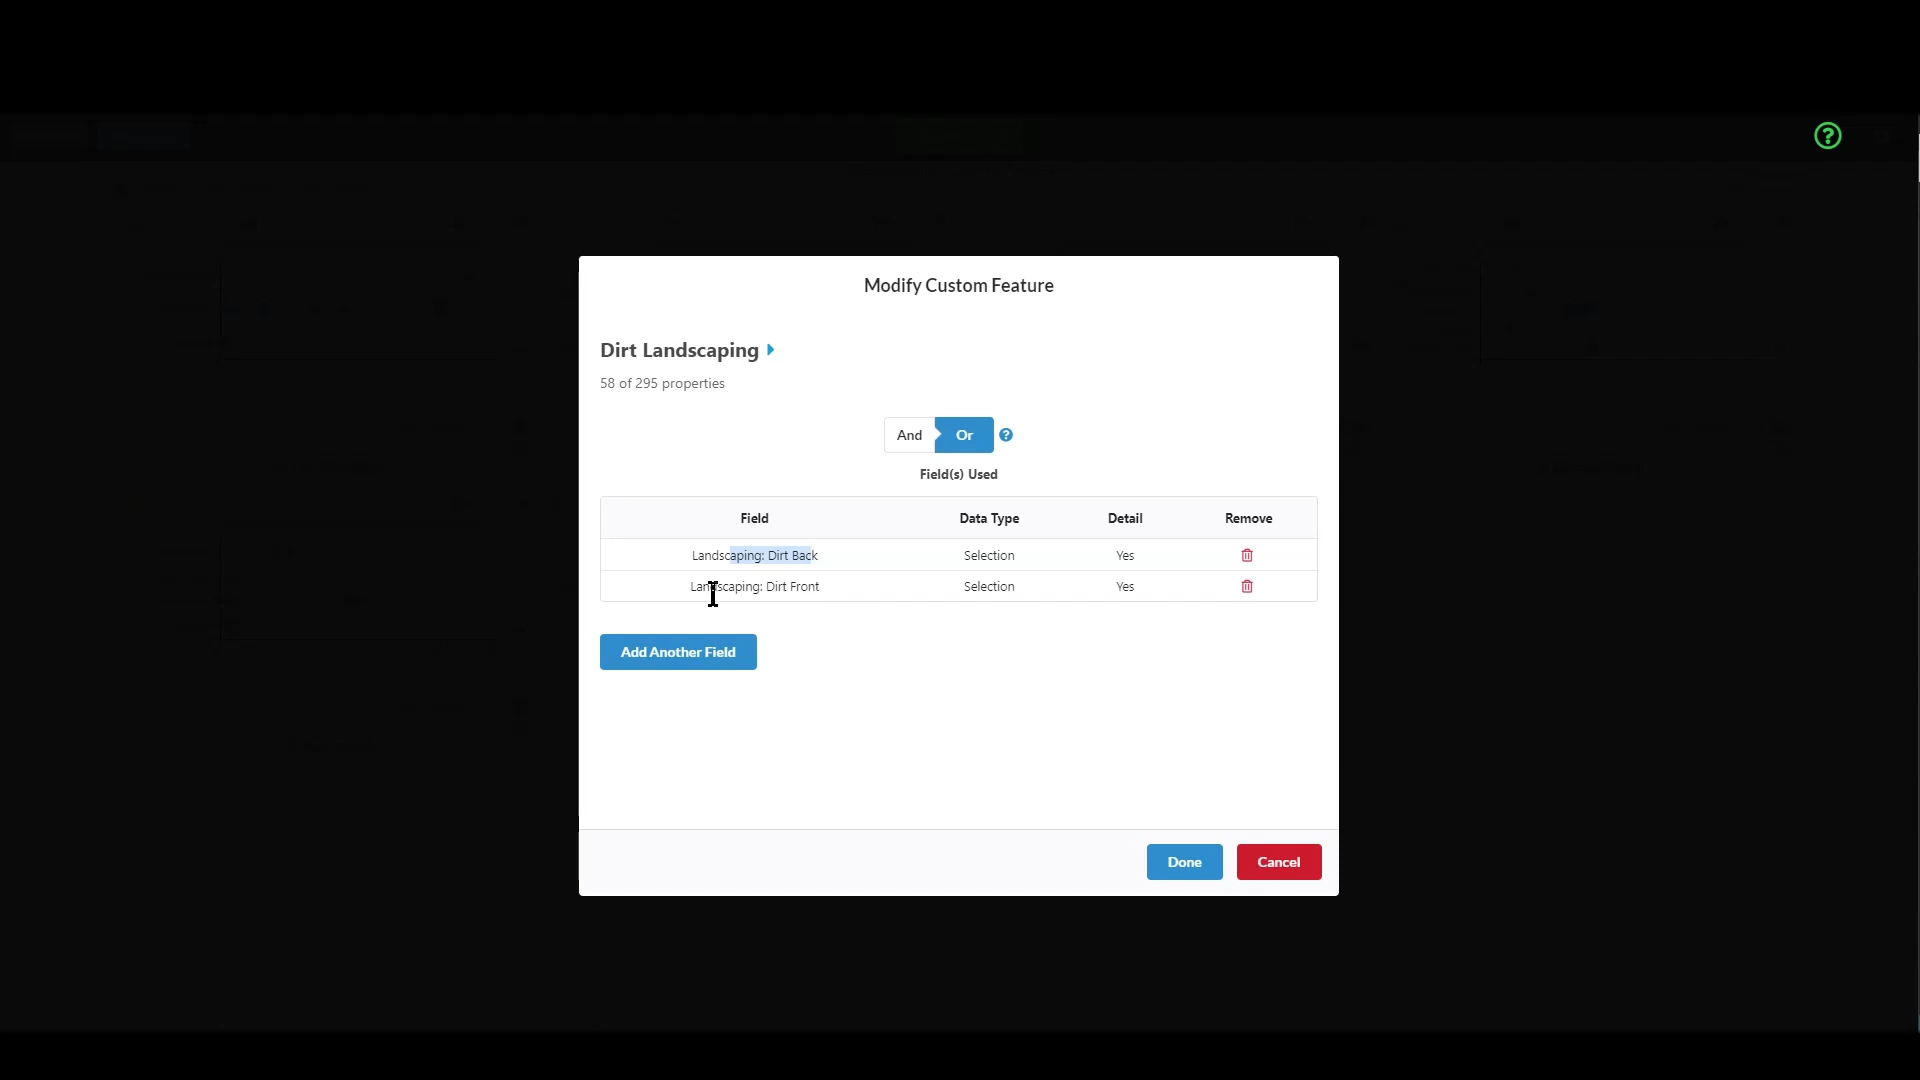 Modify Custom Feature
Dirt Landscaping
58 of 295 properties
And Or
Field(s) Used
Field Data Type Detail Remove
Landscaping: Dirt Back Selection Yes
Landscaping: Dirt Front Selection Yes
Add Another Field
Done Cancel